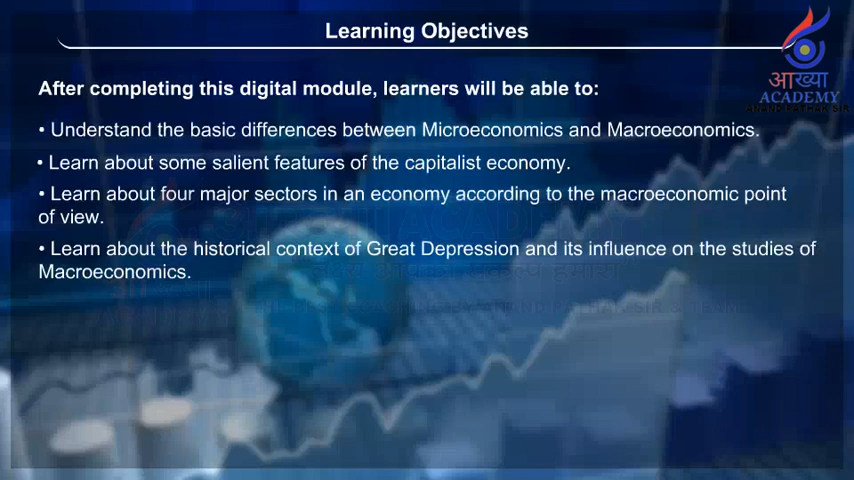 Learning Objectives
आख्या
ACADEMY
ANAND PATHAK SIR
After completing this digital module, learners will be able to:
• Understand the basic differences between Microeconomics and Macroeconomics.
• Learn about some salient features of the capitalist economy.
• Learn about four major sectors in an economy according to the macroeconomic point
of view.
• Learn about the historical context of Great Depression and its influence on the studies of
Macroeconomics.